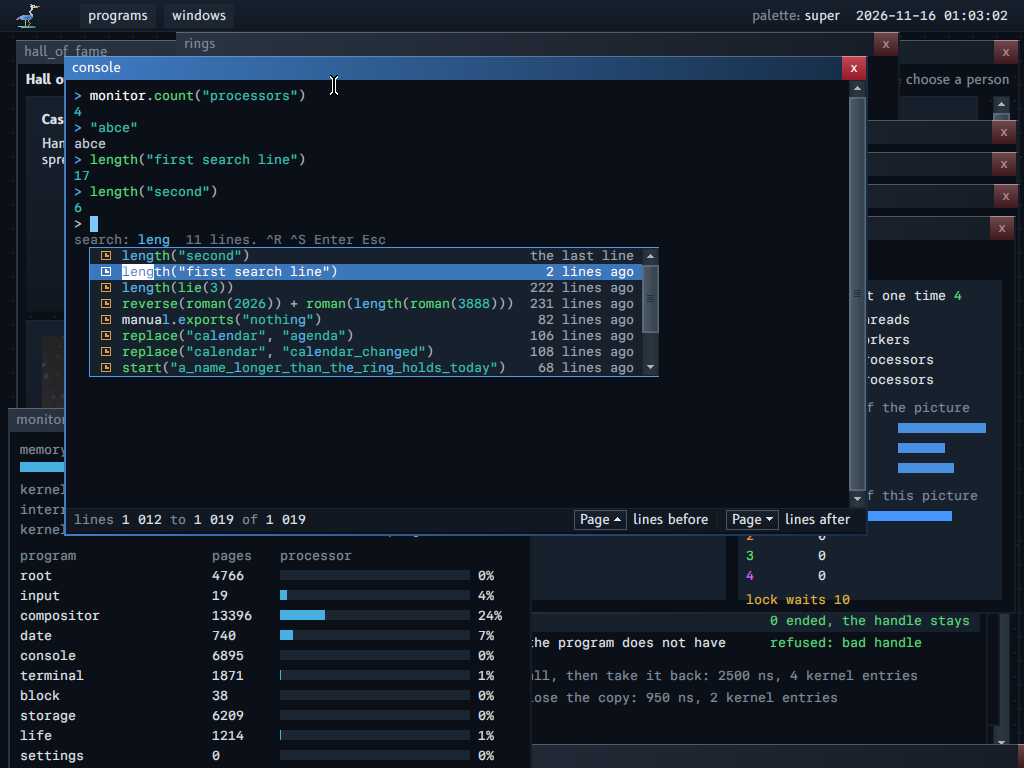 programs windows palette: super 2026-11-16 01:03:02
rings x
hall_of_fame x
console x
Hall o choose a person
> monitor.count("processors")
4
> "abce"
abce
> length("first search line")
17
> length("second")
6
>
search: leng 11 lines. ^R ^S Enter Esc
length("second") the last line
length("first search line") 2 lines ago
length(lie(3)) 222 lines ago
reverse(roman(2026)) + roman(length(roman(3888))) 231 lines ago
manual.exports("nothing") 82 lines ago
replace("calendar", "agenda") 106 lines ago
replace("calendar", "calendar_changed") 108 lines ago
start("a_name_longer_than_the_ring_holds_today") 68 lines ago
lines 1 012 to 1 019 of 1 019 Page lines before Page lines after
Cas
Han
spre
x
x
x
x
t one time 4
reads
rkers
rocessors
rocessors
f the picture
f this picture
2 0
3 0
4 0
lock waits 10
monitor
memory
kernel
inter
kernel
program pages processor
root 4766 0%
input 19 4%
compositor 13396 24%
date 740 7%
console 6895 0%
terminal 1871 1%
block 38 0%
storage 6209 0%
life 1214 1%
settings 0 0%
0 ended, the handle stays
the program does not have refused: bad handle
all, then take it back: 2500 ns, 4 kernel entries
ose the copy: 950 ns, 2 kernel entries